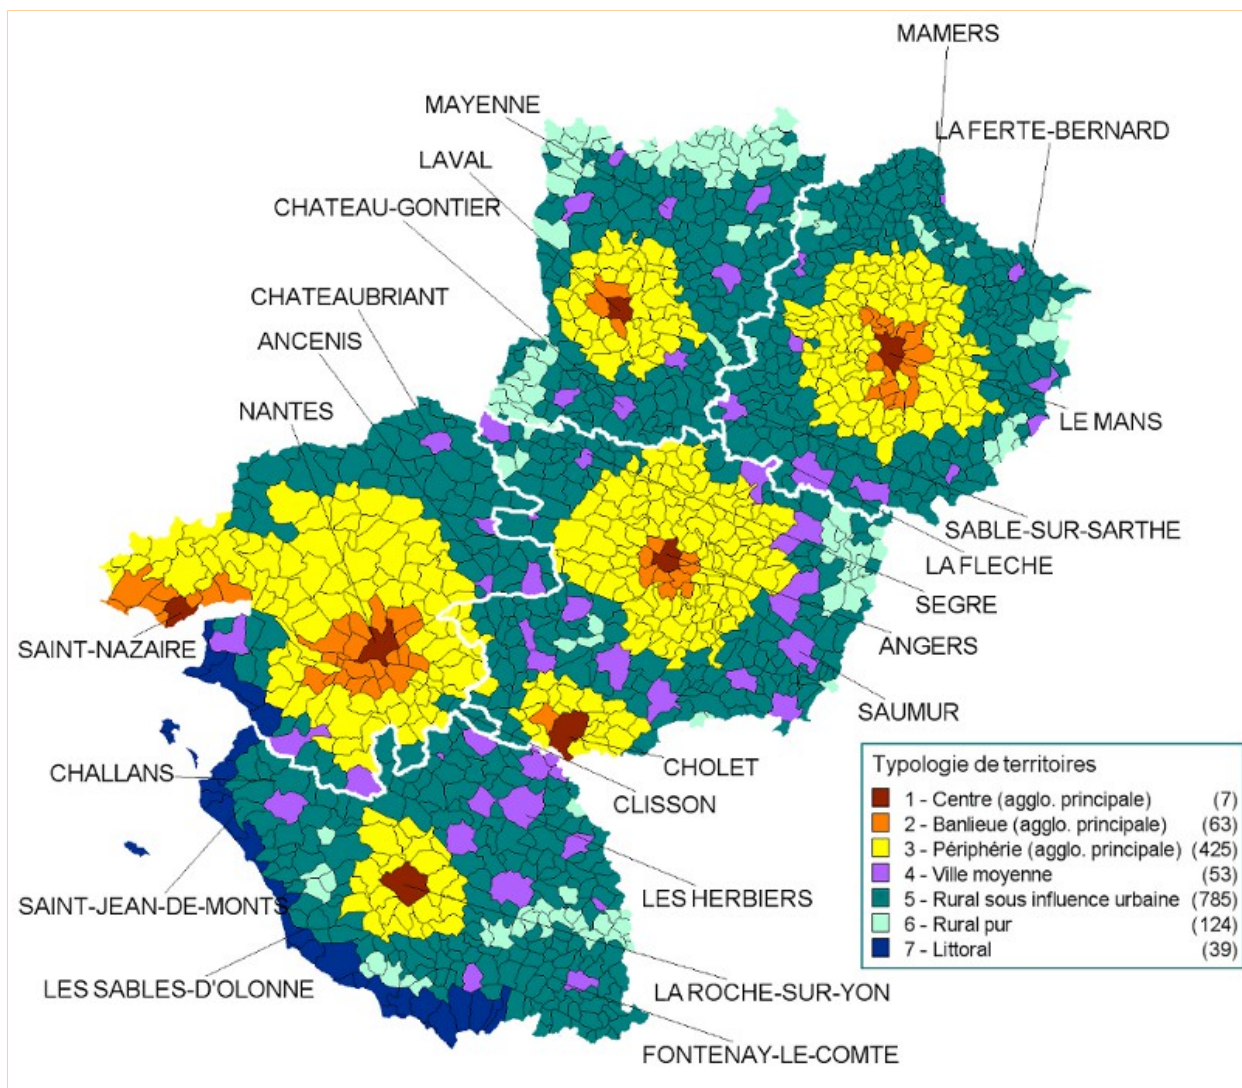 MAMERS
MAYENNE
LA FERTE-BERNARD
LAVAL
CHATEAU-GONTIER
CHATEAUBRIANT
ANCENIS
NANTES
LE MANS
SABLE-SUR-SARTHE
LA FLECHE
SEGRE
ANGERS
SAINT-NAZAIRE
SAUMUR
CHALLANS
CHOLET
CLISSON
LES HERBIERS
SAINT-JEAN-DE-MONTS
LES SABLES-D'OLONNE
LA ROCHE-SUR-YON
FONTENAY-LE-COMTE
Typologie de territoires
1 - Centre (agglo. principale) (7)
2 - Banlieue (agglo. principale) (63)
3 - Périphérie (agglo. principale) (425)
4 - Ville moyenne (53)
5 - Rural sous influence urbaine (785)
6 - Rural pur (124)
7 - Littoral (39)